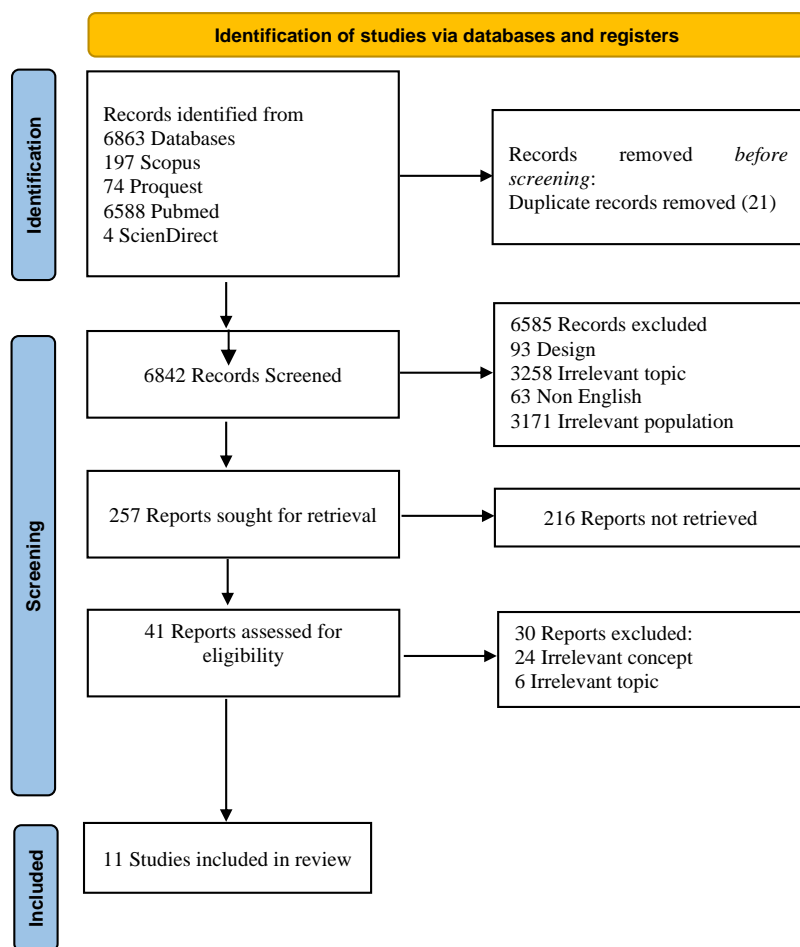 Identification of studies via databases and registers
Identification
Records identified from
6863 Databases
197 Scopus
74 Proquest
6588 Pubmed
4 ScienDirect
Records removed before
screening:
Duplicate records removed (21)
Screening
6842 Records Screened
6585 Records excluded
93 Design
3258 Irrelevant topic
63 Non English
3171 Irrelevant population
257 Reports sought for retrieval
216 Reports not retrieved
41 Reports assessed for
eligibility
30 Reports excluded:
24 Irrelevant concept
6 Irrelevant topic
Included
11 Studies included in review